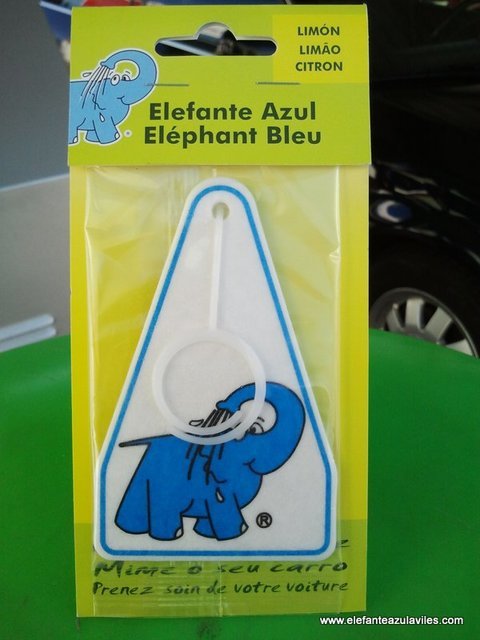 LIMÓN
LIMÃO
CITRON
Elefante Azul
Eléphant Bleu
®
Mime o seu carro
Prenez soin de votre voiture
www.elefanteazulaviles.com